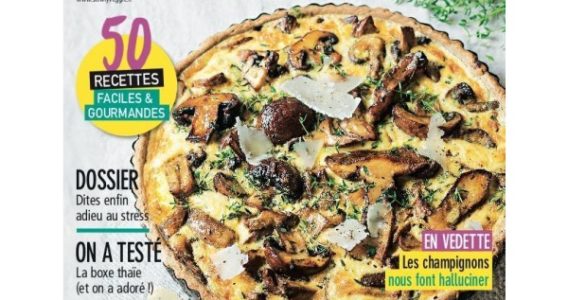 50
RECETTES
FACILES &
GOURMANDES
DOSSIER
Dites enfin
adieu au stress
ON A TESTÉ
La boxe thaïe
(et on a adoré !)
EN VEDETTE
Les champignons
nous font halluciner